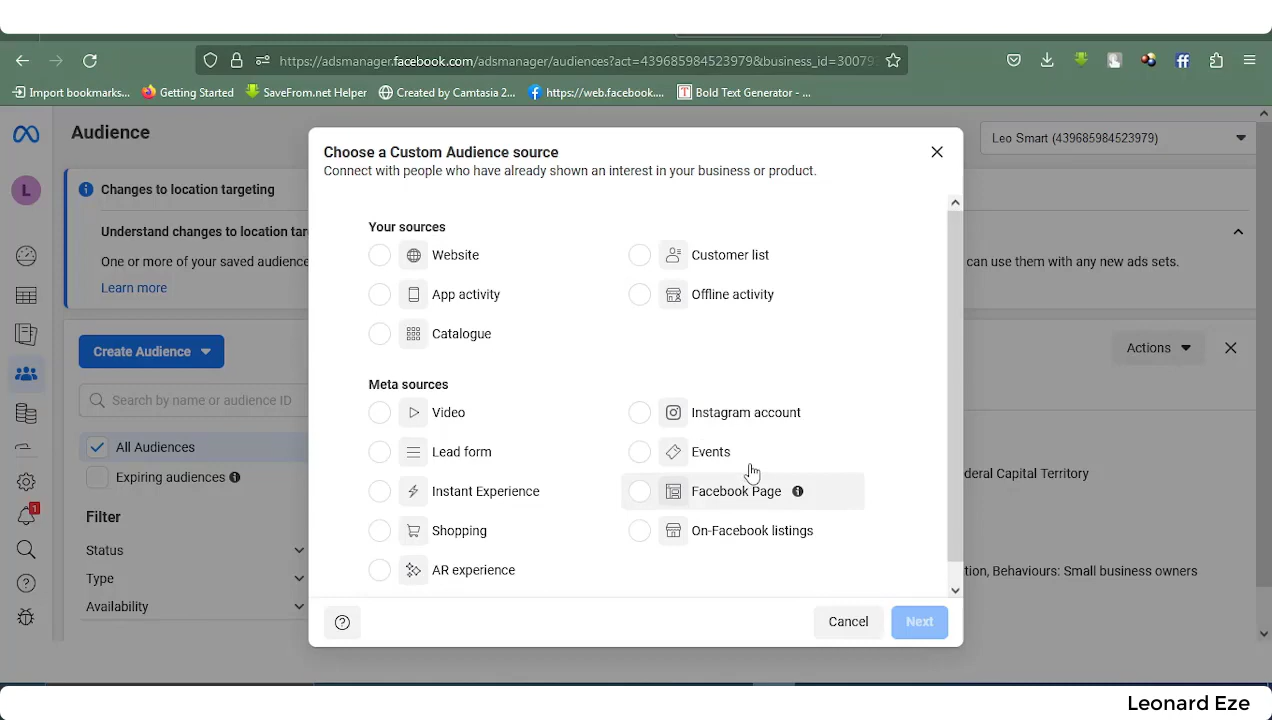 https://adsmanager.facebook.com/adsmanager/audiences?act=439685984523979&business_id=30079
Import bookmarks...
Getting Started
SaveFrom.net Helper
Created by Camtasia 2...
https://web.facebook....
Bold Text Generator - ...
Audience
Leo Smart (439685984523979)
L
Changes to location targeting
Understand changes to location tar
One or more of your saved audience
can use them with any new ads sets.
Learn more
Create Audience
Actions
Search by name or audience ID
All Audiences
Expiring audiences
Filter
Status
Type
Availability
1
deral Capital Territory
tion, Behaviours: Small business owners
Choose a Custom Audience source
Connect with people who have already shown an interest in your business or product.
Your sources
Website
Customer list
App activity
Offline activity
Catalogue
Meta sources
Video
Instagram account
Lead form
Events
Instant Experience
Facebook Page
Shopping
On-Facebook listings
AR experience
Cancel
Next
Leonard Eze